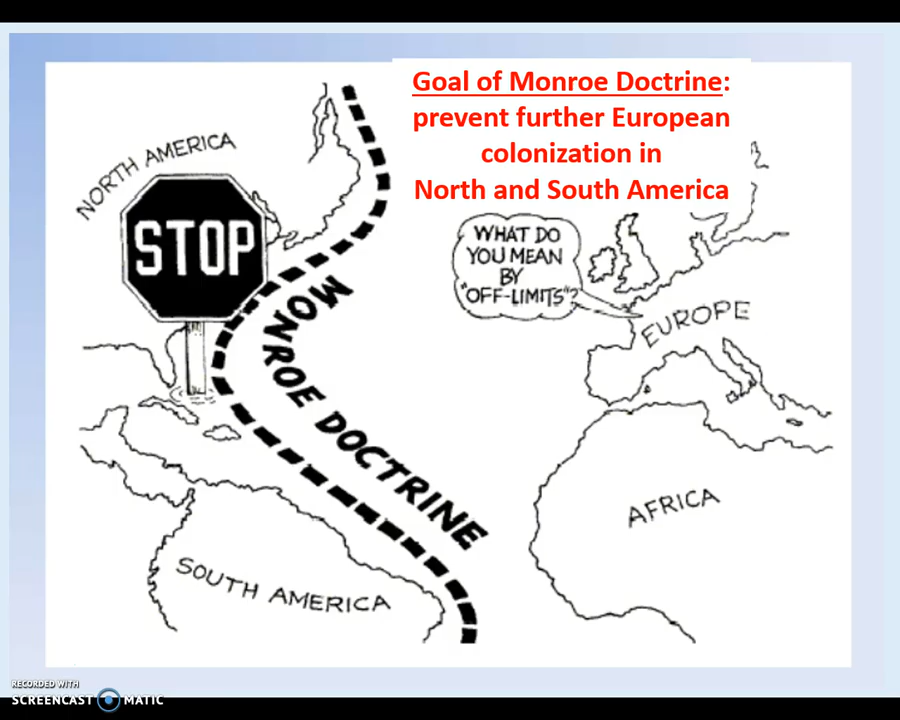 Goal of Monroe Doctrine:
prevent further European
colonization in
North and South America
NORTH AMERICA
STOP
WHAT DO
YOU MEAN
BY
"OFF-LIMITS"?
EUROPE
MONROE DOCTRINE
AFRICA
SOUTH AMERICA
RECORDED WITH
SCREENCAST MATIC